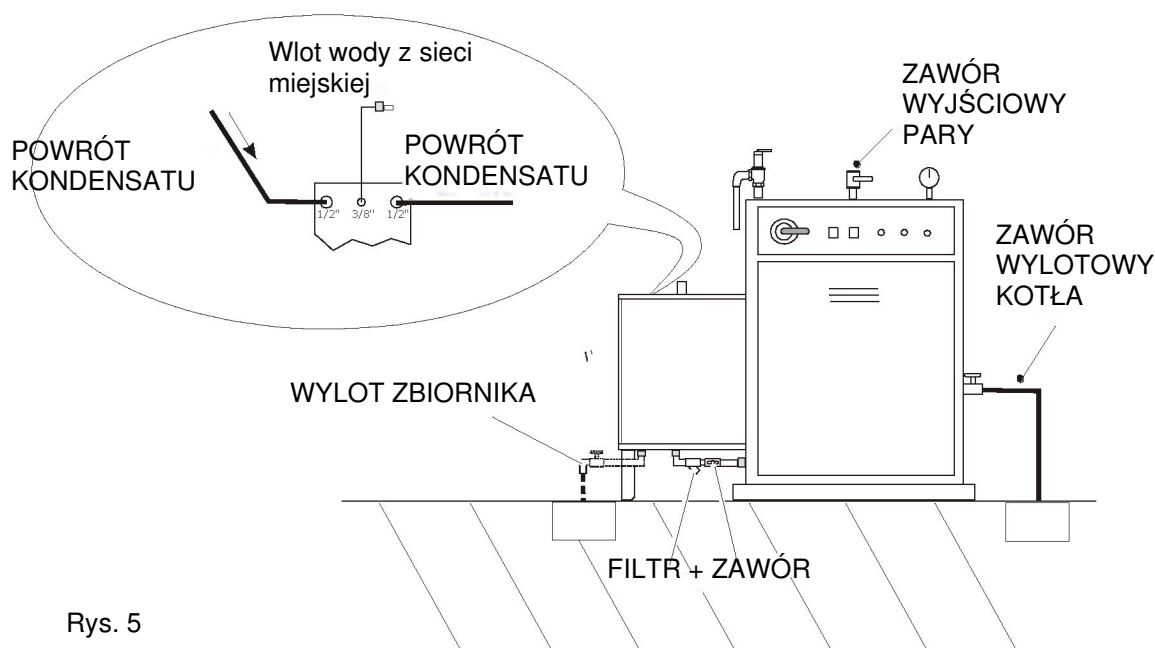 Wlot wody z sieci
miejskiej
POWRÓT
KONDENSATU
POWRÓT
KONDENSATU
1/2"
3/8"
1/2"
ZAWÓR
WYJŚCIOWY
PARY
ZAWÓR
WYLOTOWY
KOTŁA
WYLOT ZBIORNIKA
FILTR + ZAWÓR
Rys. 5